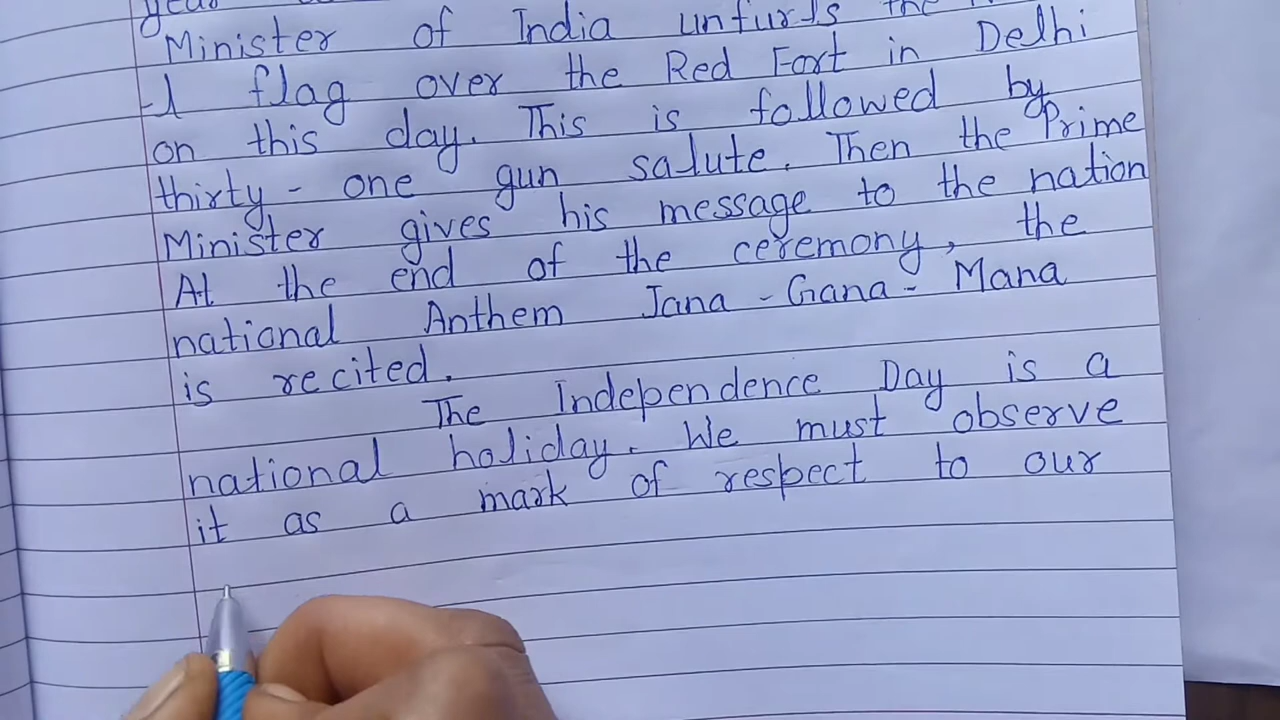 year
Minister of India unfurls the
-l flag over the Red Fort in Delhi
on this day. This is followed by
thirty - one gun salute. Then the Prime
Minister gives his message to the nation
At the end of the ceremony, the
national Anthem Jana - Gana - Mana
is recited.
The Independence Day is a
national holiday. We must observe
it as a mark of respect to our